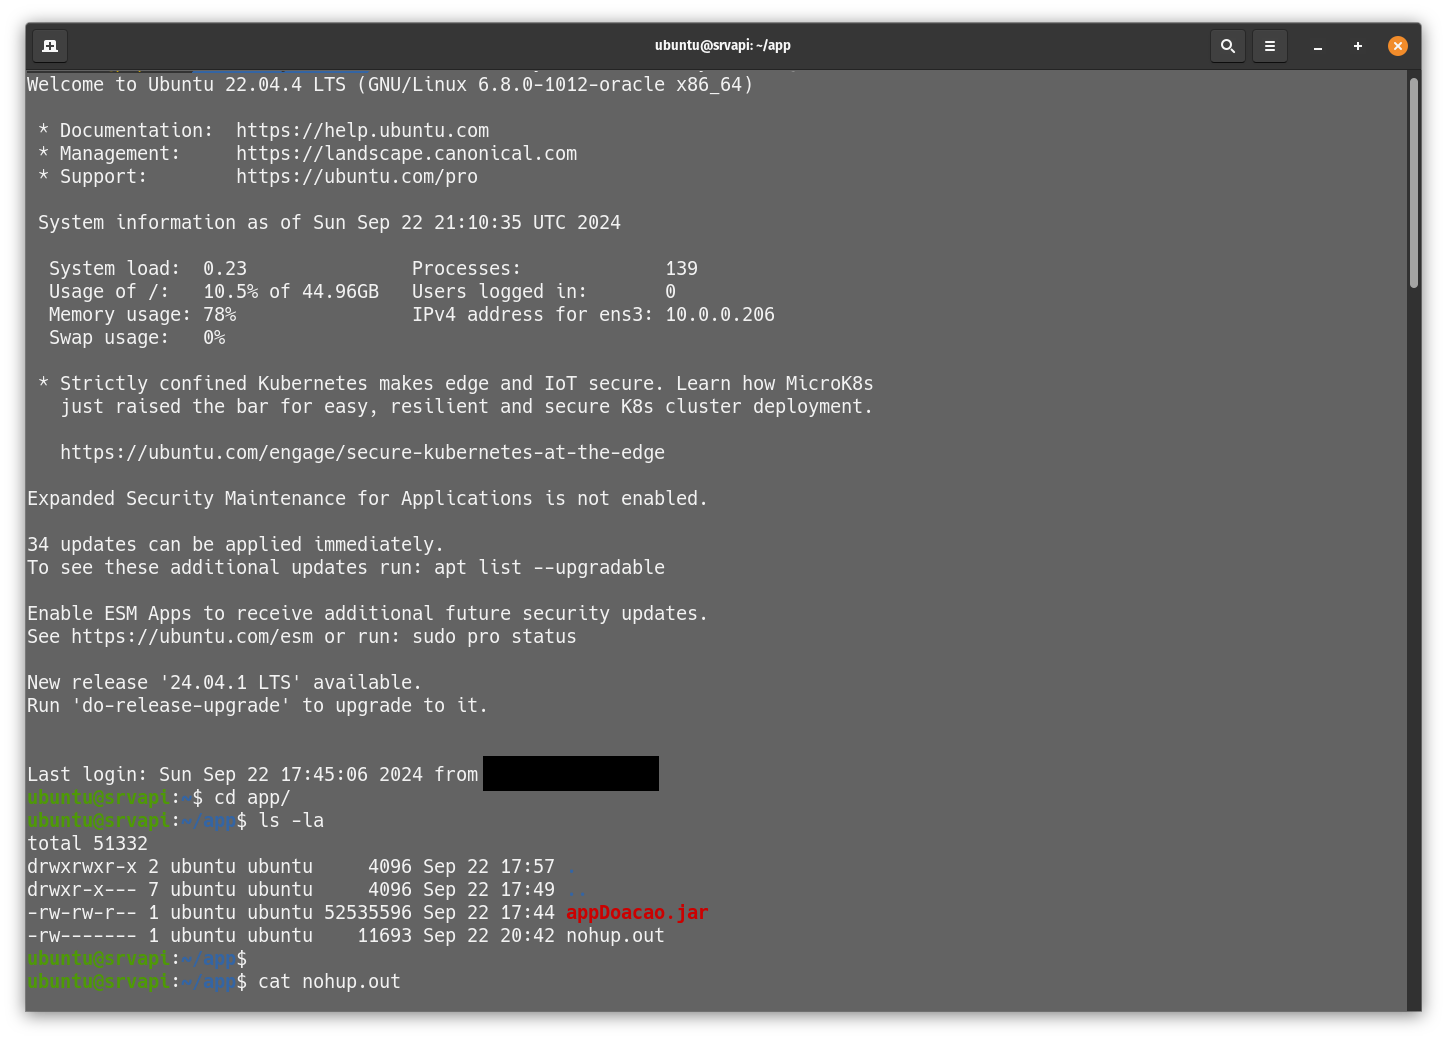 ubuntu@srvapi: ~/app
Welcome to Ubuntu 22.04.4 LTS (GNU/Linux 6.8.0-1012-oracle x86_64)
* Documentation:  https://help.ubuntu.com
* Management:     https://landscape.canonical.com
* Support:        https://ubuntu.com/pro
System information as of Sun Sep 22 21:10:35 UTC 2024
System load:  0.23               Processes:             139
Usage of /:   10.5% of 44.96GB   Users logged in:       0
Memory usage: 78%                IPv4 address for ens3: 10.0.0.206
Swap usage:   0%
* Strictly confined Kubernetes makes edge and IoT secure. Learn how MicroK8s
just raised the bar for easy, resilient and secure K8s cluster deployment.
https://ubuntu.com/engage/secure-kubernetes-at-the-edge
Expanded Security Maintenance for Applications is not enabled.
34 updates can be applied immediately.
To see these additional updates run: apt list --upgradable
Enable ESM Apps to receive additional future security updates.
See https://ubuntu.com/esm or run: sudo pro status
New release '24.04.1 LTS' available.
Run 'do-release-upgrade' to upgrade to it.
Last login: Sun Sep 22 17:45:06 2024 from
ubuntu@srvapi:~$ cd app/
ubuntu@srvapi:~/app$ ls -la
total 51332
drwxrwxr-x 2 ubuntu ubuntu     4096 Sep 22 17:57 .
drwxr-x--- 7 ubuntu ubuntu     4096 Sep 22 17:49 ..
-rw-rw-r-- 1 ubuntu ubuntu 52535596 Sep 22 17:44 appDoacao.jar
-rw------- 1 ubuntu ubuntu    11693 Sep 22 20:42 nohup.out
ubuntu@srvapi:~/app$
ubuntu@srvapi:~/app$ cat nohup.out